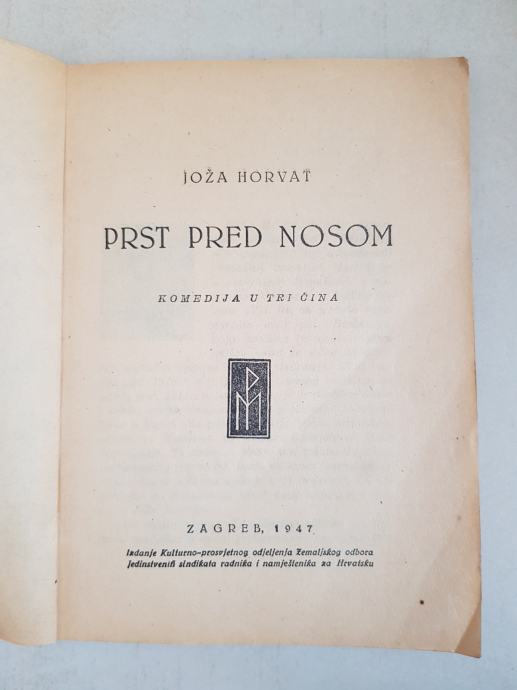 JOŽA HORVAT
PRST PRED NOSOM
KOMEDIJA U TRI ČINA
ZAGREB, 1947
Izdanje Kulturno-prosvjetnog odjeljenja Zemaljskog odbora
jedinstvenih sindikata radnika i namještenika za Hrvatsku